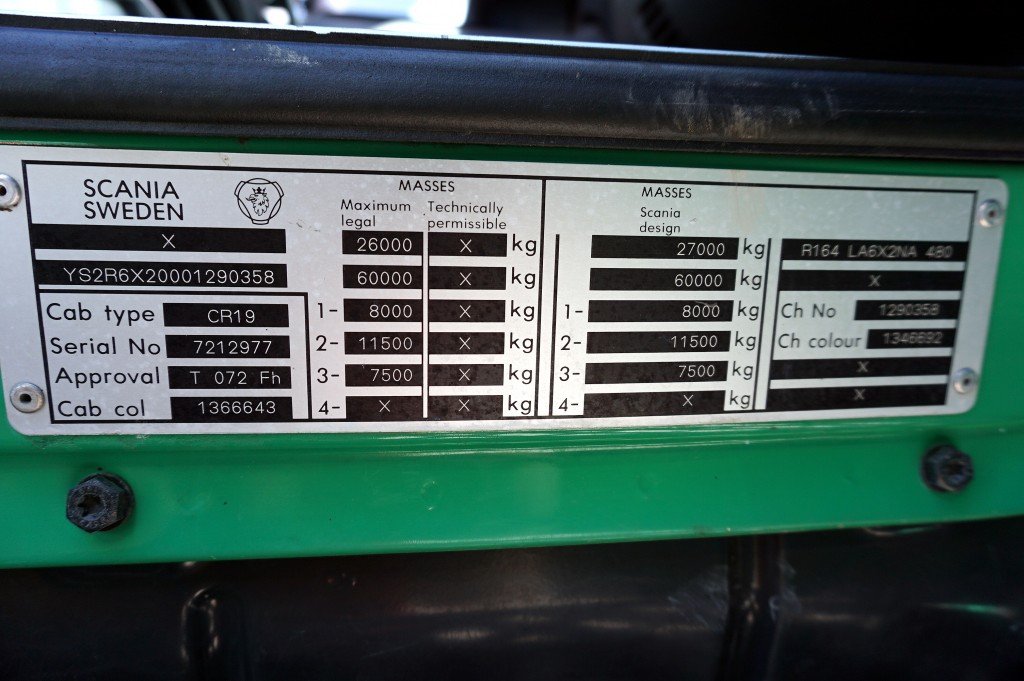 SCANIA
SWEDEN
X
YS2R6X20001290358
Cab type CR19
Serial No 7212977
Approval T 072 Fh
Cab col 1366643
MASSES
Maximum legal Technically permissible
26000 X kg
60000 X kg
1- 8000 X kg
2- 11500 X kg
3- 7500 X kg
4- X X kg
MASSES
Scania
design
27000 kg
60000 kg
1- 8000 kg
2- 11500 kg
3- 7500 kg
4- X kg
R164 LA6X2NA 480
X
Ch No 1290358
Ch colour 1346692
X
X